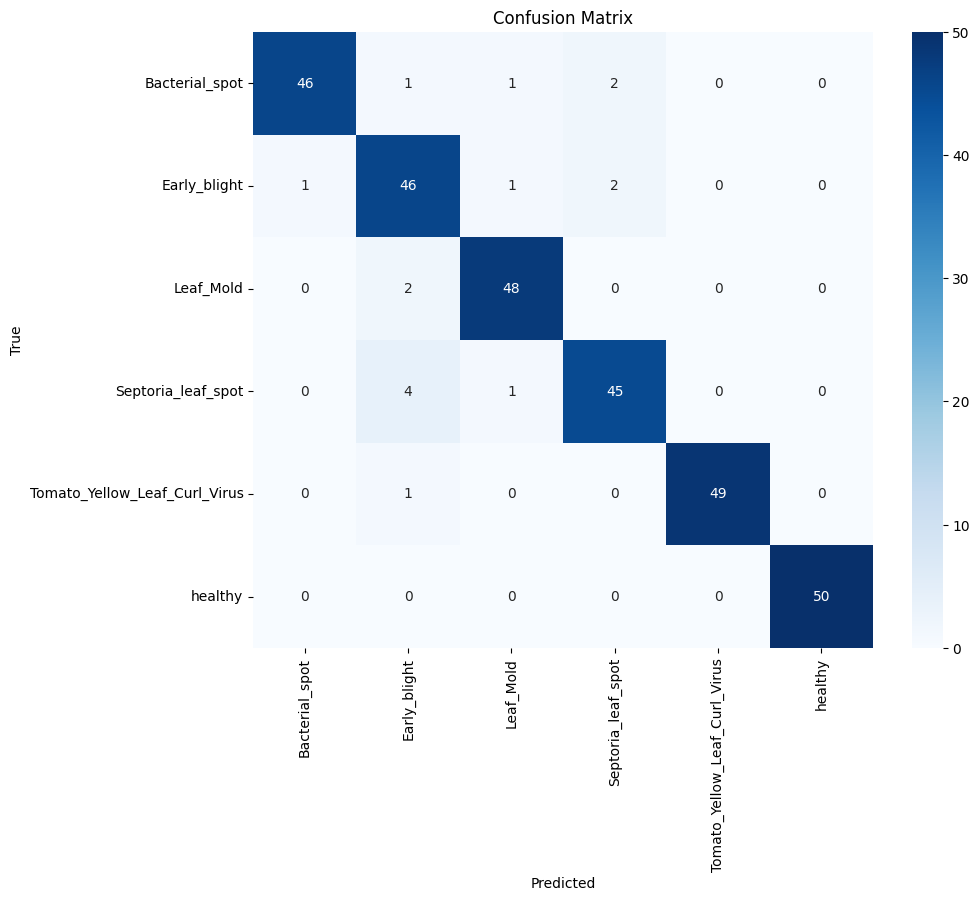 Confusion Matrix
Bacterial_spot 46 1 1 2 0 0
Early_blight 1 46 1 2 0 0
Leaf_Mold 0 2 48 0 0 0
Septoria_leaf_spot 0 4 1 45 0 0
Tomato_Yellow_Leaf_Curl_Virus 0 1 0 0 49 0
healthy 0 0 0 0 0 50
True
Bacterial_spot
Early_blight
Leaf_Mold
Septoria_leaf_spot
Tomato_Yellow_Leaf_Curl_Virus
healthy
Predicted
50
40
30
20
10
0